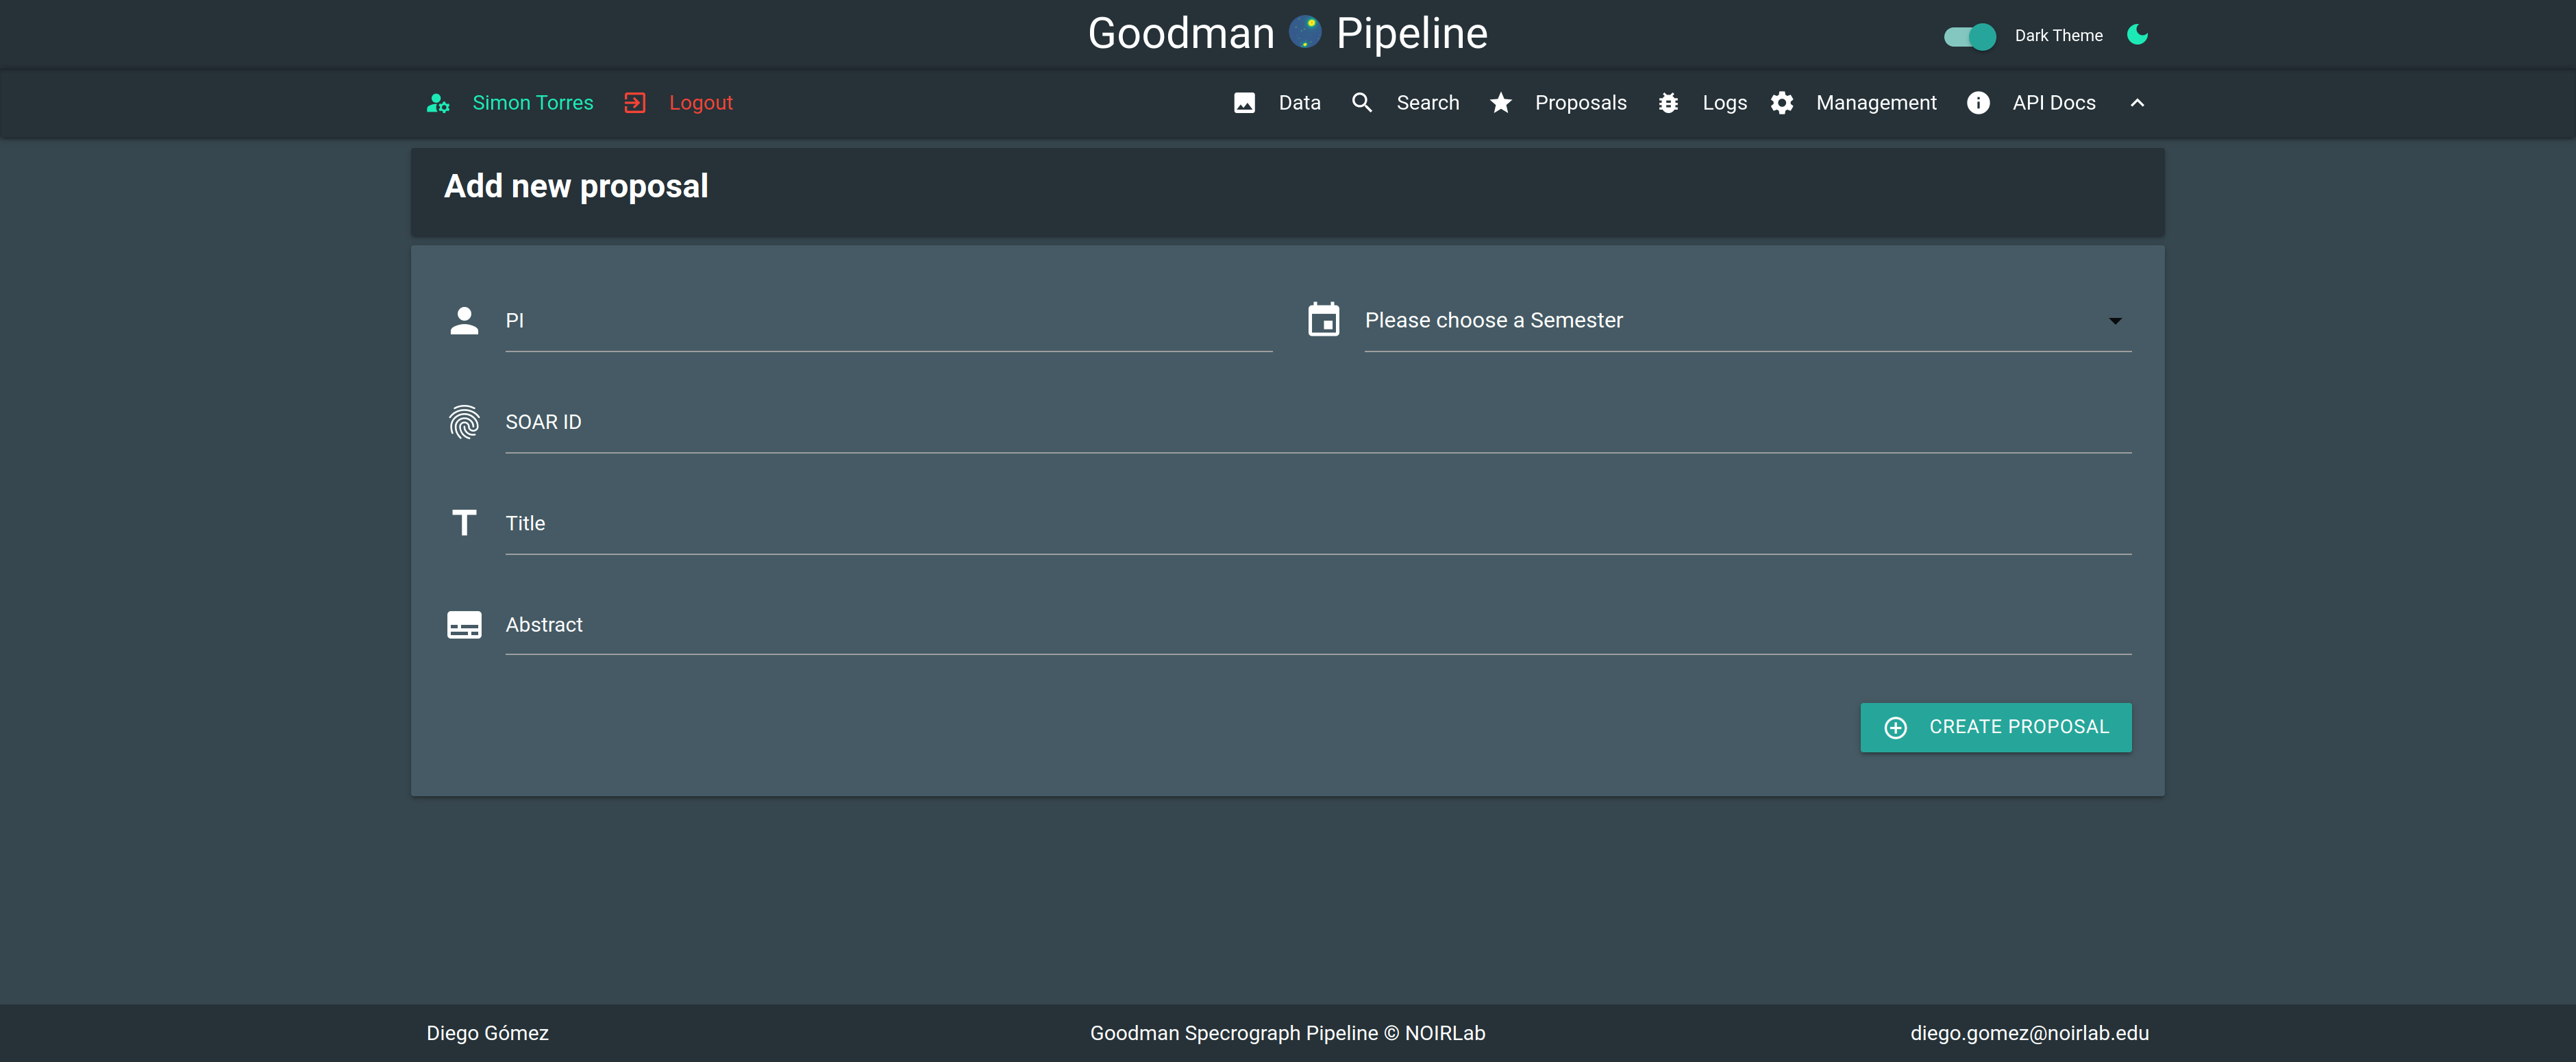 Goodman Pipeline
Dark Theme
Simon Torres Logout Data Search Proposals Logs Management API Docs
Add new proposal
PI
Please choose a Semester
SOAR ID
Title
Abstract
CREATE PROPOSAL
Diego Gómez
Goodman Specrograph Pipeline © NOIRLab
diego.gomez@noirlab.edu